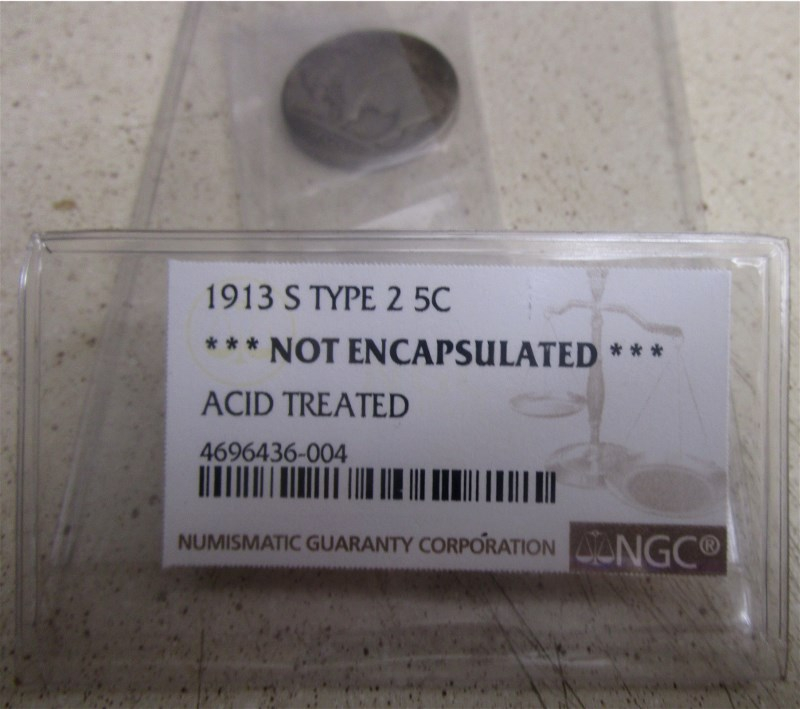 1913 S TYPE 2 5C
*** NOT ENCAPSULATED ***
ACID TREATED
4696436-004
NUMISMATIC GUARANTY CORPORATION
NGC®